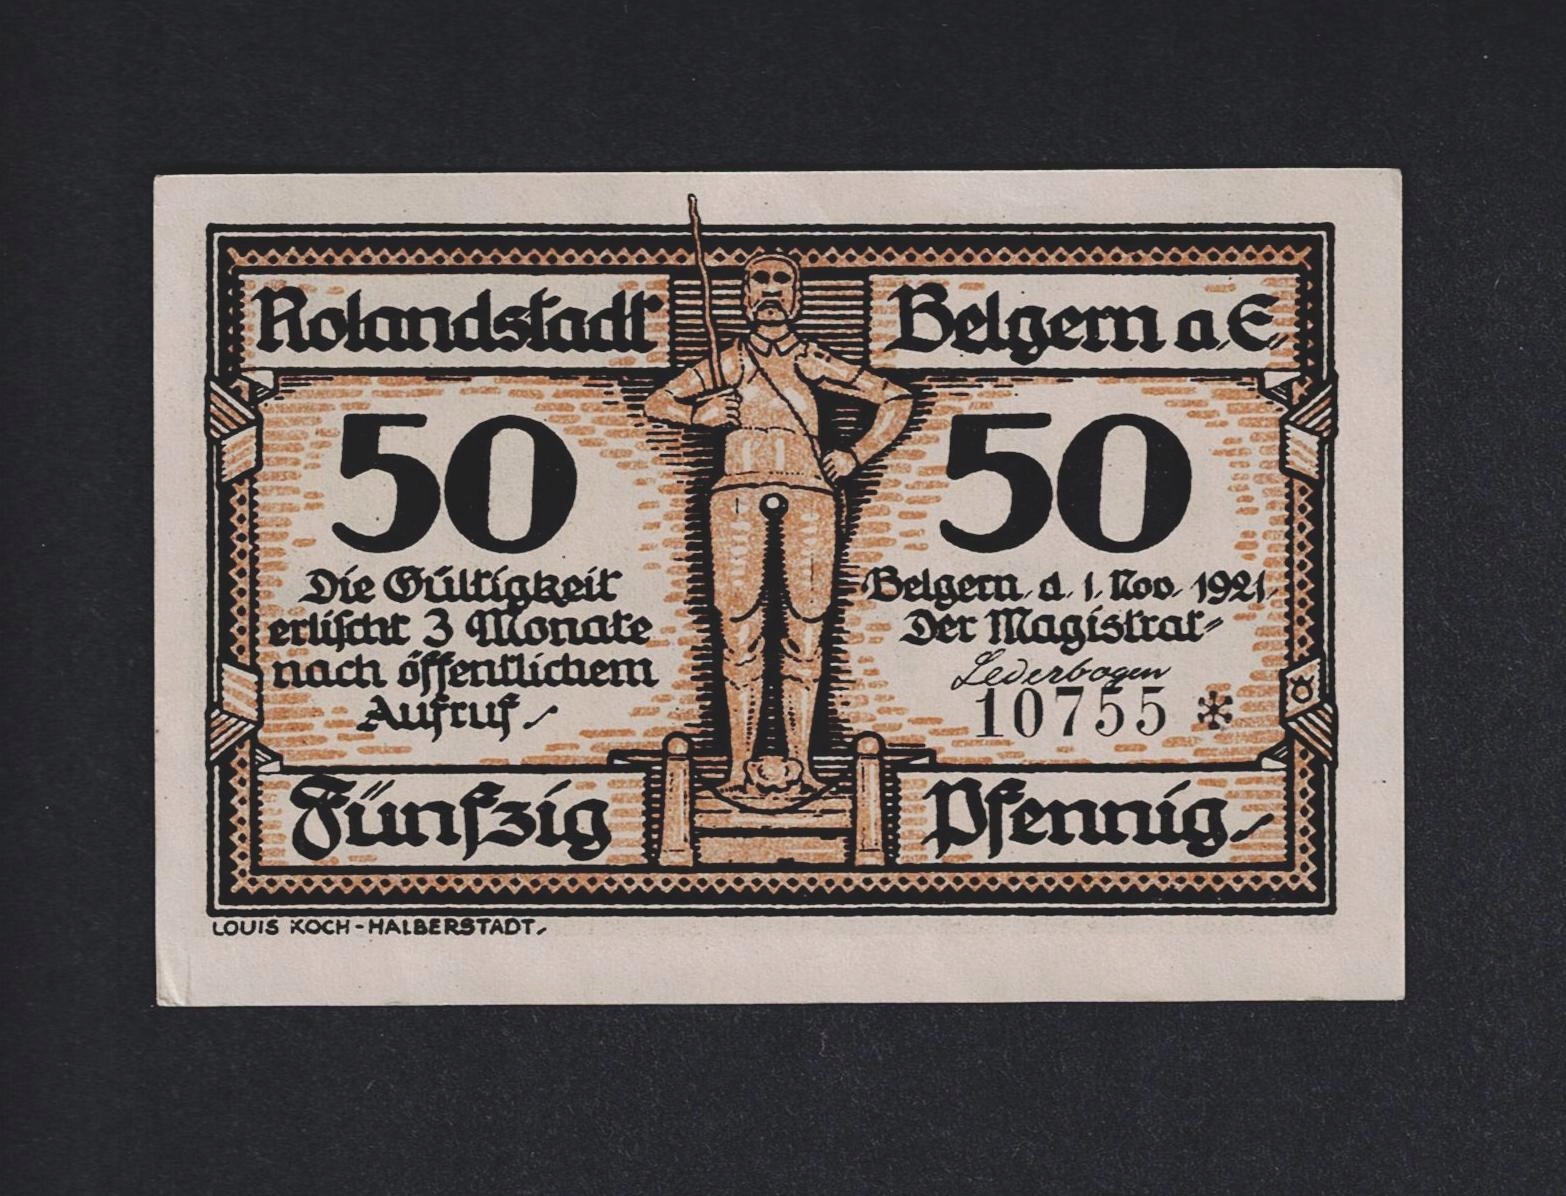 Rolandstadt Belgern a. E.
50 50
Die Gültigkeit
erlischt 3 Monate
nach öffentlichem
Aufruf.
Belgern, d. 1. Nov. 1921.
Der Magistrat
Lederbogen
10755 *
Fünfzig Pfennig.
LOUIS KOCH-HALBERSTADT.